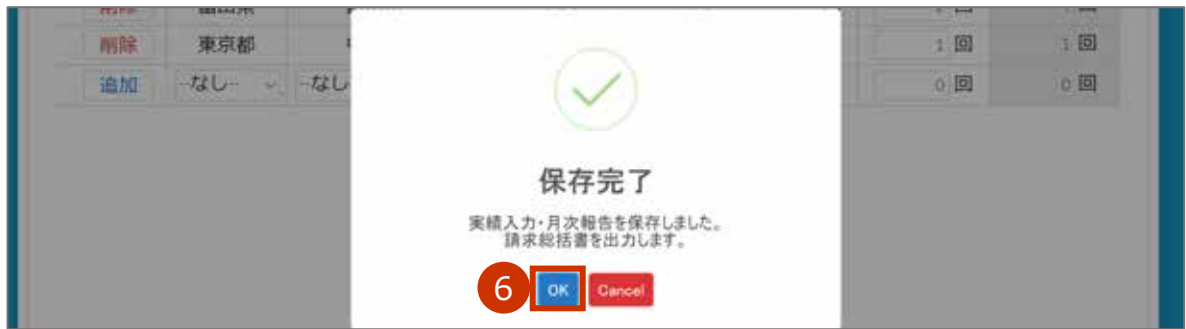 削除 東京都 1 回 1 回
追加 --なし-- --なし 0 回 0 回
保存完了
実績入力・月次報告を保存しました。
請求総括書を出力します。
6 OK Cancel